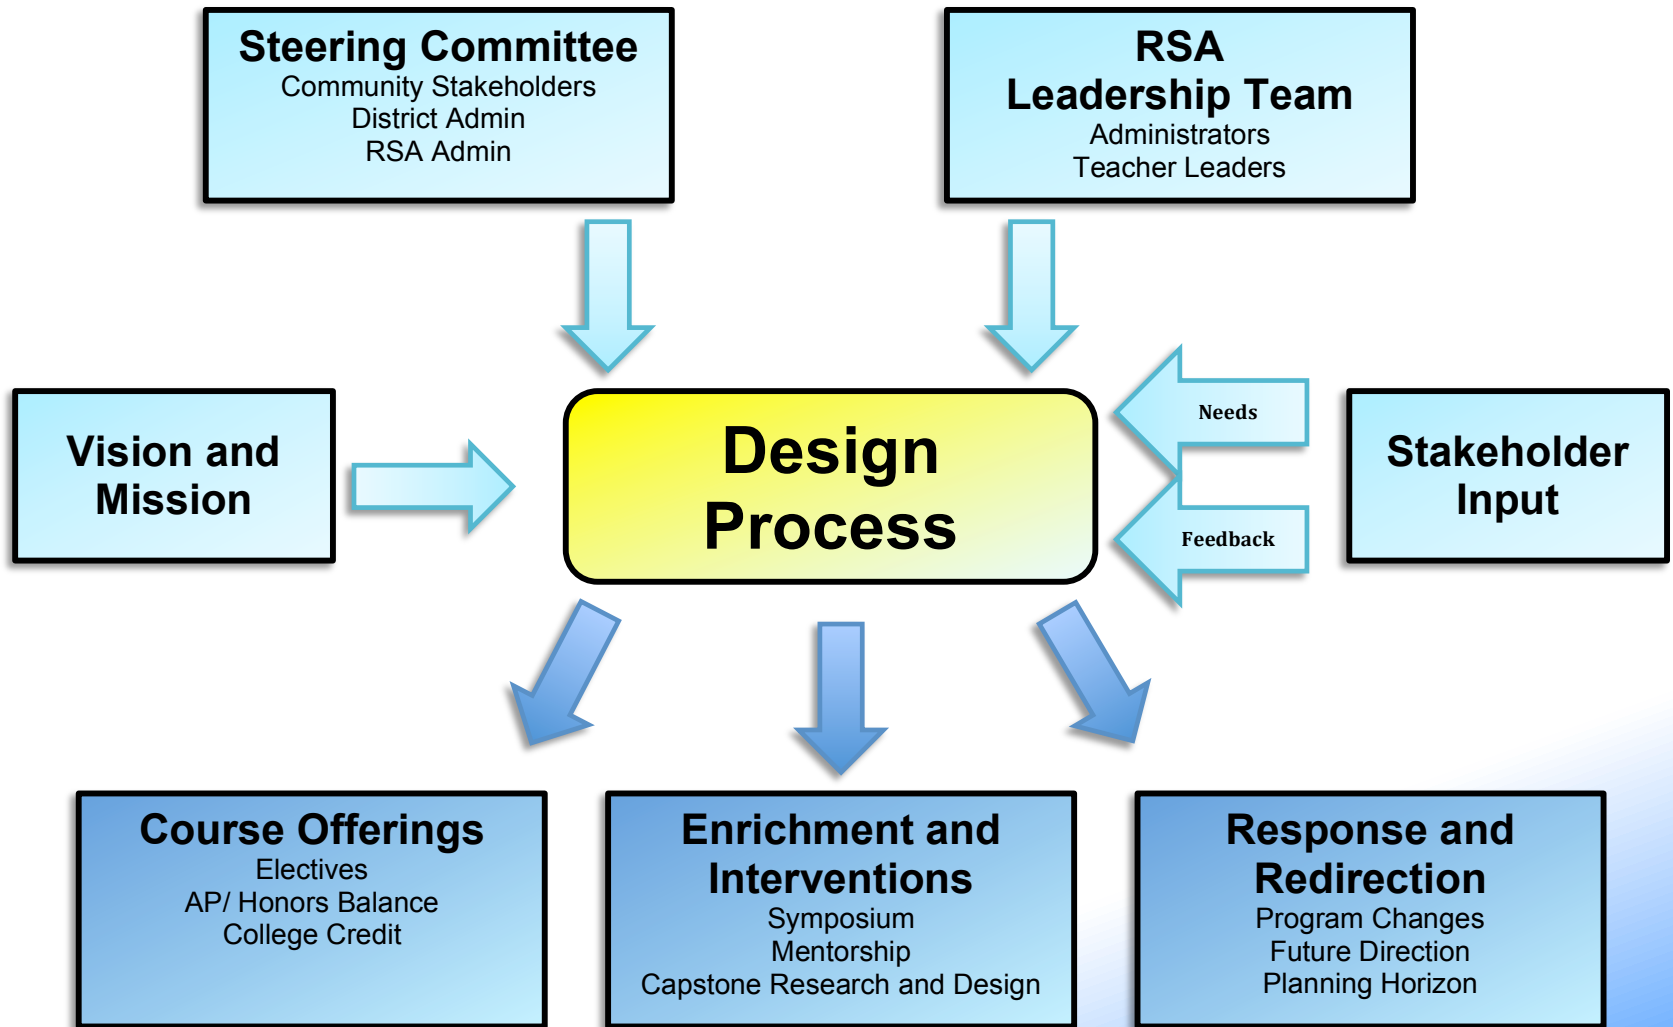 Steering Committee
Community Stakeholders
District Admin
RSA Admin
RSA
Leadership Team
Administrators
Teacher Leaders
Vision and
Mission
Design
Process
Needs
Feedback
Stakeholder
Input
Course Offerings
Electives
AP/ Honors Balance
College Credit
Enrichment and
Interventions
Symposium
Mentorship
Capstone Research and Design
Response and
Redirection
Program Changes
Future Direction
Planning Horizon